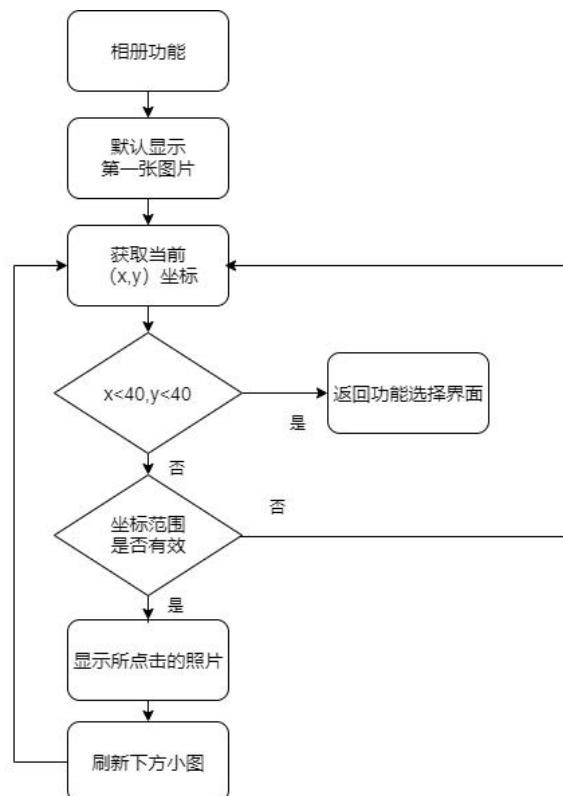 相册功能
默认显示
第一张图片
获取当前
（x,y）坐标
x<40,y<40
是
返回功能选择界面
否
坐标范围
是否有效
否
是
显示所点击的照片
刷新下方小图